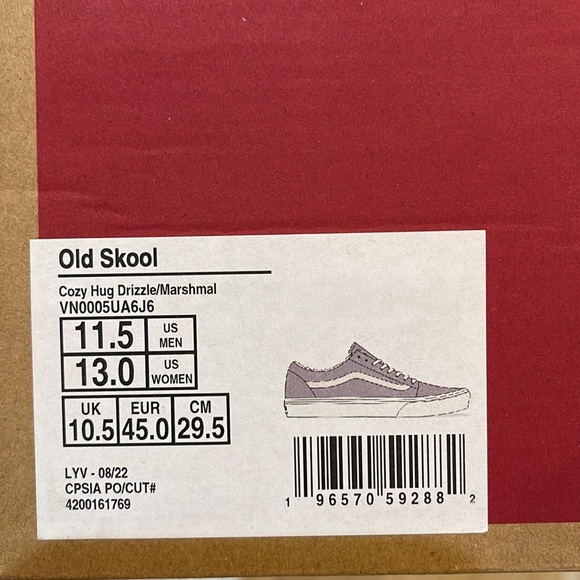 Old Skool
Cozy Hug Drizzle/Marshmal
VN0005UA6J6
11.5 US MEN
13.0 US WOMEN
UK EUR CM
10.5 45.0 29.5
LYV - 08/22
CPSIA PO/CUT#
4200161769
1 96570 59288 2